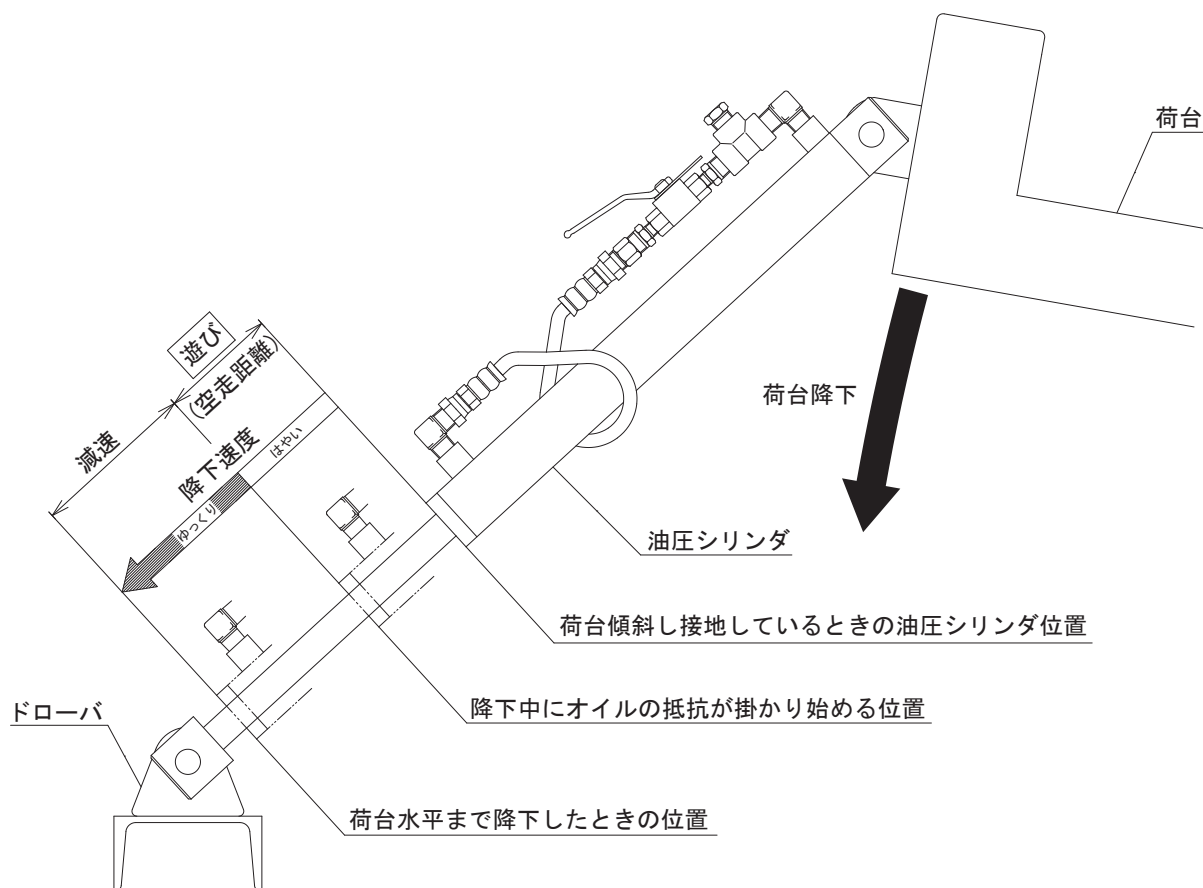 荷台
遊び
(空走距離)
減速
降下速度
はやい
ゆっくり
荷台降下
油圧シリンダ
荷台傾斜し接地しているときの油圧シリンダ位置
降下中にオイルの抵抗が掛かり始める位置
ドローバ
荷台水平まで降下したときの位置